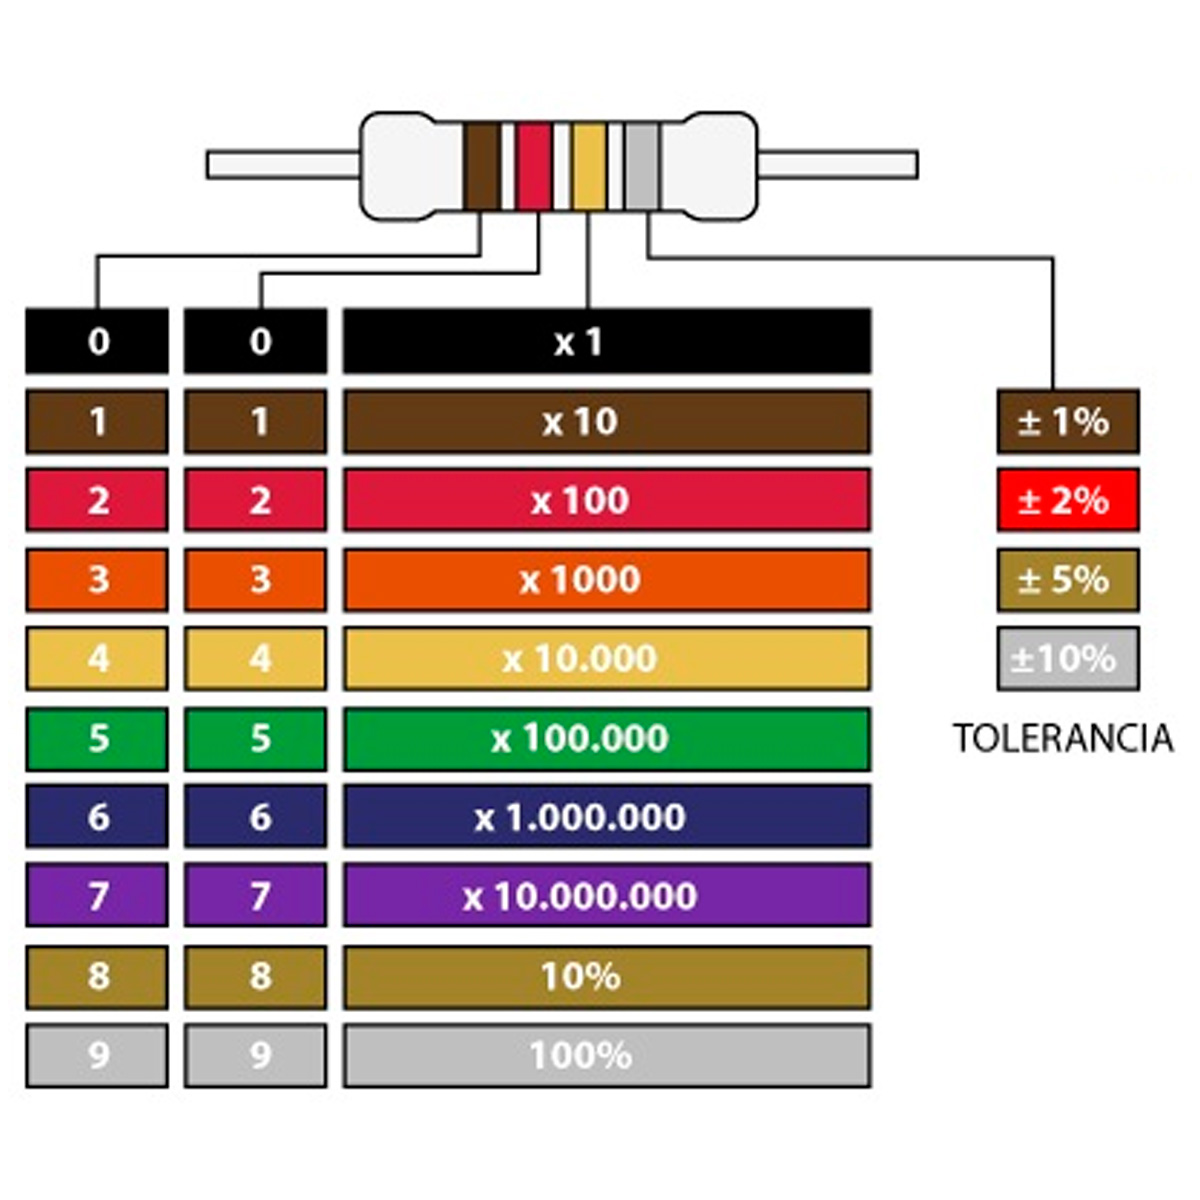 0 0 x 1
1 1 x 10 ± 1%
2 2 x 100 ± 2%
3 3 x 1000 ± 5%
4 4 x 10.000 ±10%
5 5 x 100.000 TOLERANCIA
6 6 x 1.000.000
7 7 x 10.000.000
8 8 10%
9 9 100%